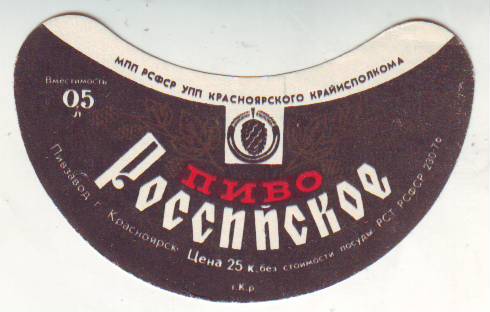 МПП РСФСР УПП КРАСНОЯРСКОГО КРАЙИСПОЛКОМА
Вместимость
0,5
л
ПИВО
Российское
Пивзавод г. Красноярск. Цена 25 к. без стоимости посуды РСТ РСФСР 230-76
г.К.р.